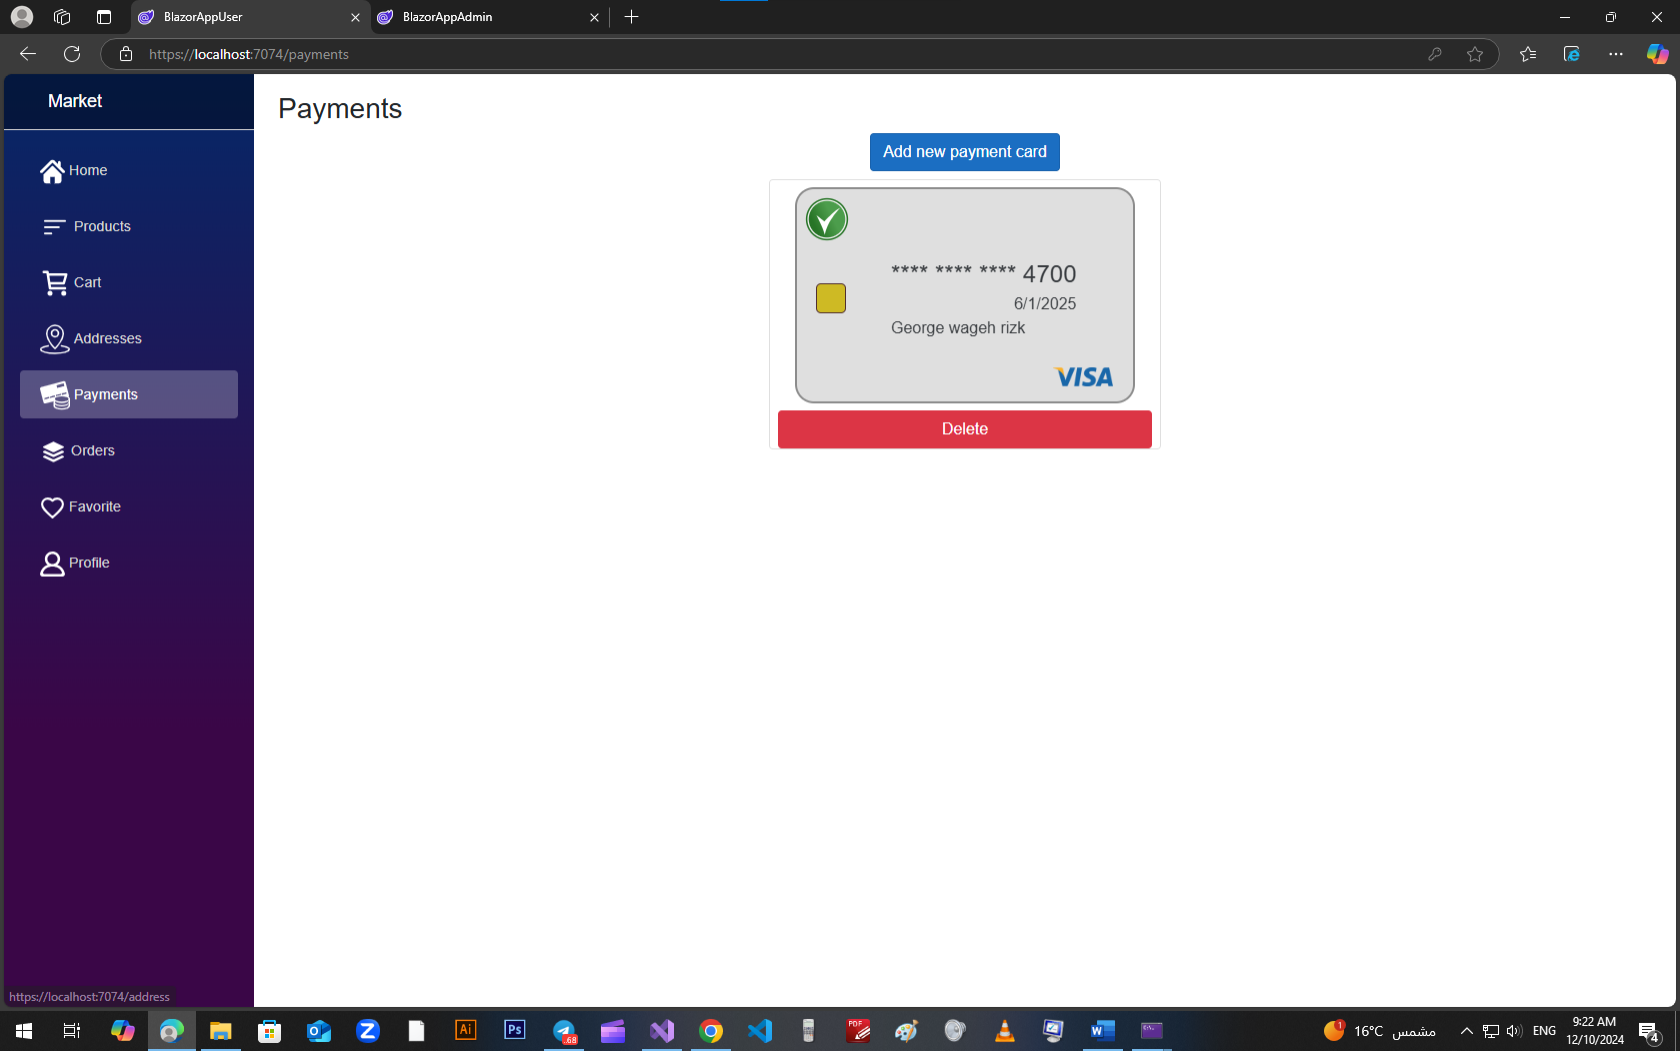 BlazorAppUser
BlazorAppAdmin
https://localhost:7074/payments
Market
Home
Products
Cart
Addresses
Payments
Orders
Favorite
Profile
Payments
Add new payment card
**** **** **** 4700
6/1/2025
George wageh rizk
VISA
Delete
https://localhost:7074/address
Ai
Ps
.68
PDF
W
1
16°C مشمس
ENG
9:22 AM
12/10/2024
4